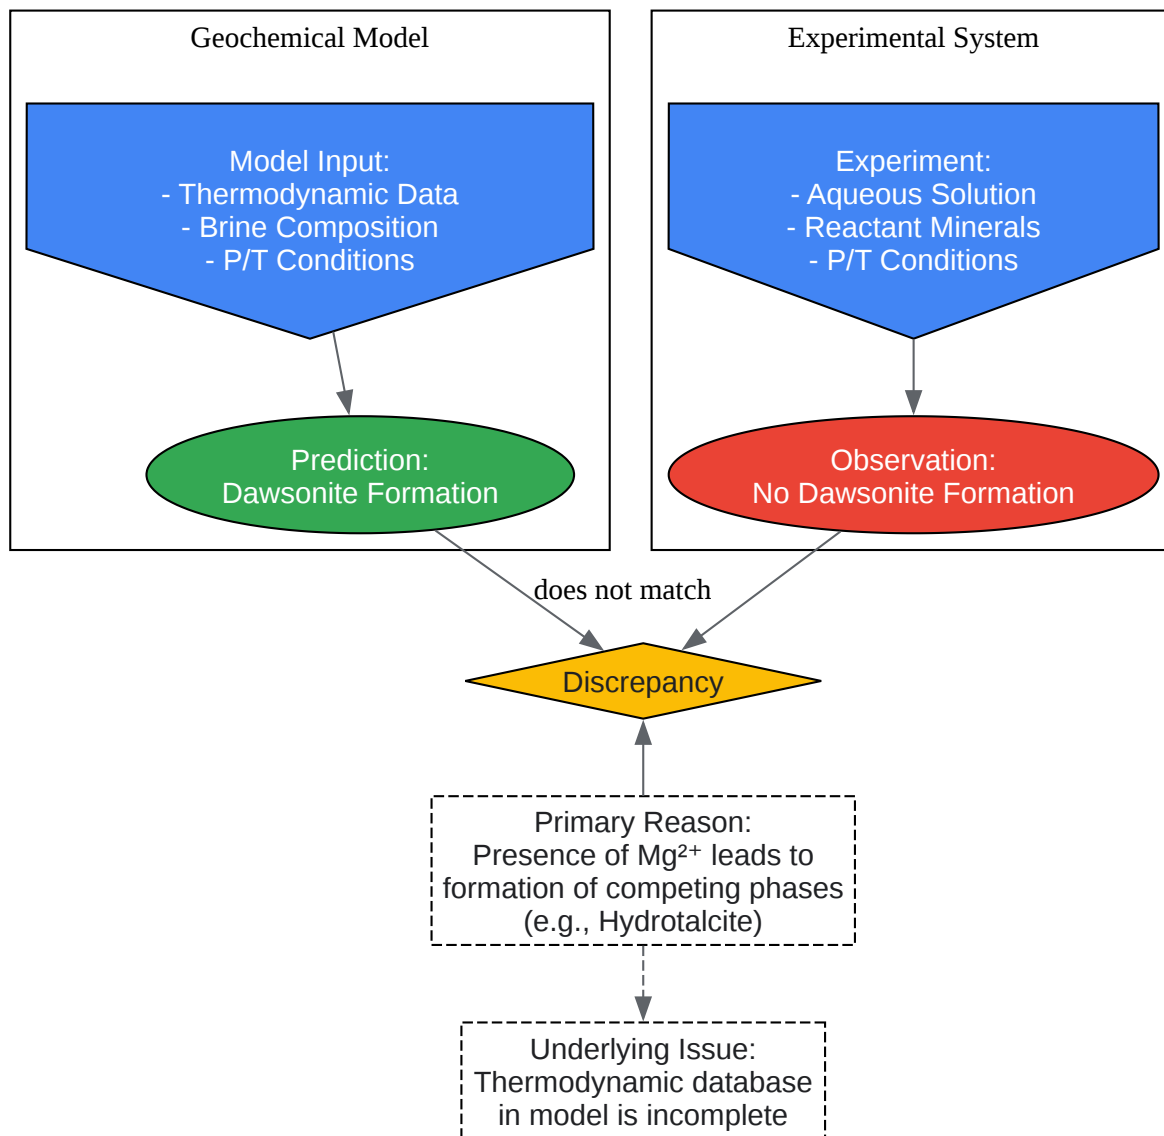 Geochemical Model
Model Input:
- Thermodynamic Data
- Brine Composition
- P/T Conditions
Prediction:
Dawsonite Formation
Experimental System
Experiment:
- Aqueous Solution
- Reactant Minerals
- P/T Conditions
Observation:
No Dawsonite Formation
does not match
Discrepancy
Primary Reason:
Presence of Mg²⁺ leads to
formation of competing phases
(e.g., Hydrotalcite)
Underlying Issue:
Thermodynamic database
in model is incomplete